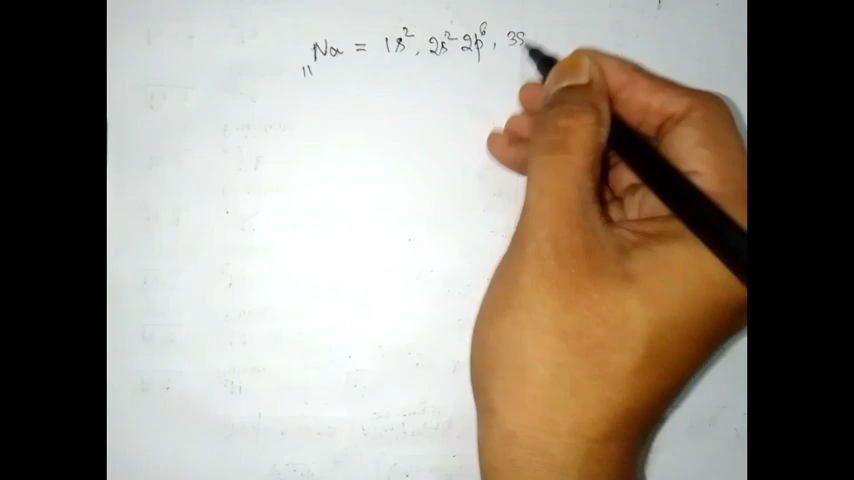 ₁₁Na = 1s², 2s² 2p⁶, 3s